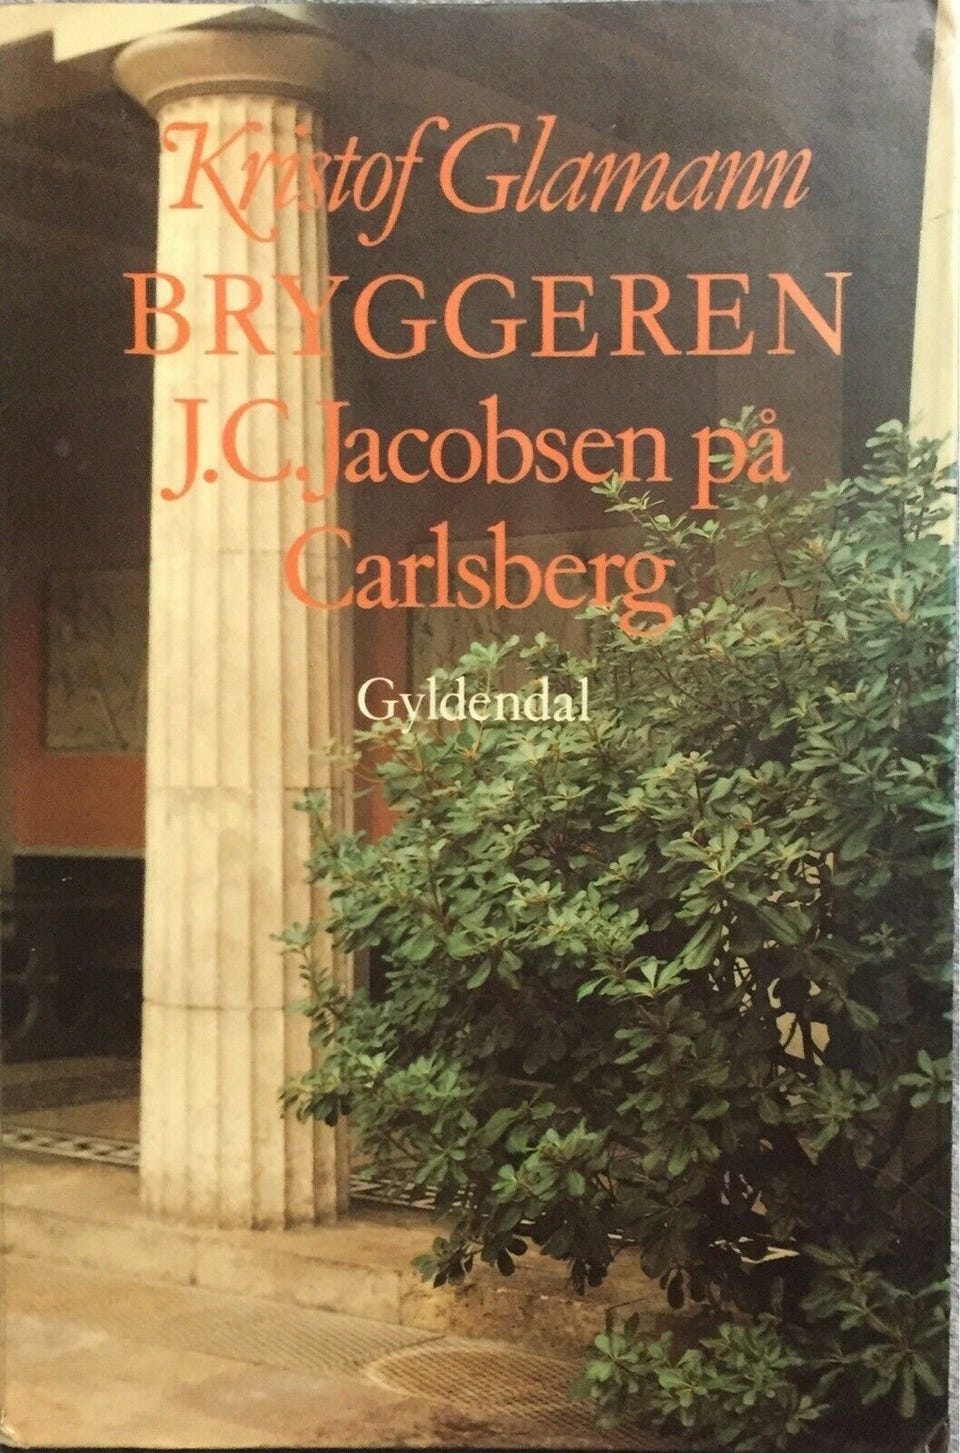 Kristof Glamann
BRYGGEREN
J.C.Jacobsen på
Carlsberg
Gyldendal